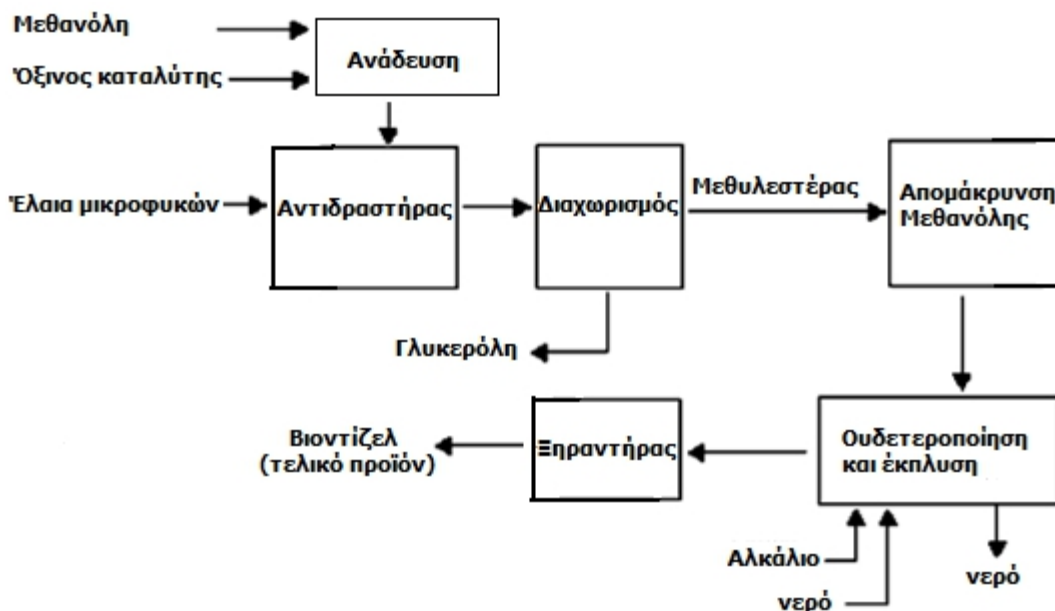 Μεθανόλη
Όξινος καταλύτης
Ανάδευση
Έλαια μικροφυκών
Αντιδραστήρας
Διαχωρισμός
Μεθυλεστέρας
Απομάκρυνση
Μεθανόλης
Γλυκερόλη
Βιοντίζελ
(τελικό προϊόν)
Ξηραντήρας
Ουδετεροποίηση
και έκπλυση
Αλκάλιο
νερό
νερό